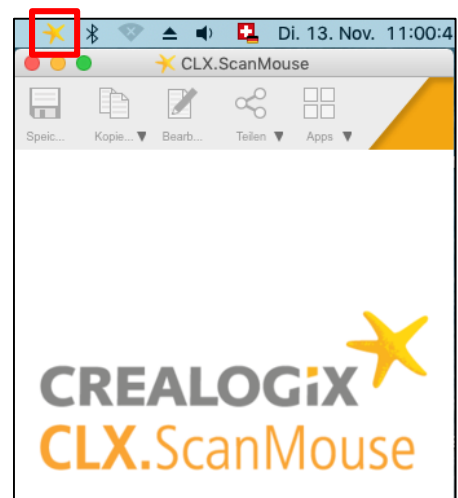 Di. 13. Nov. 11:00:4
CLX.ScanMouse
Speic... Kopie... Bearb... Teilen Apps
CREALOGiX
CLX.ScanMouse